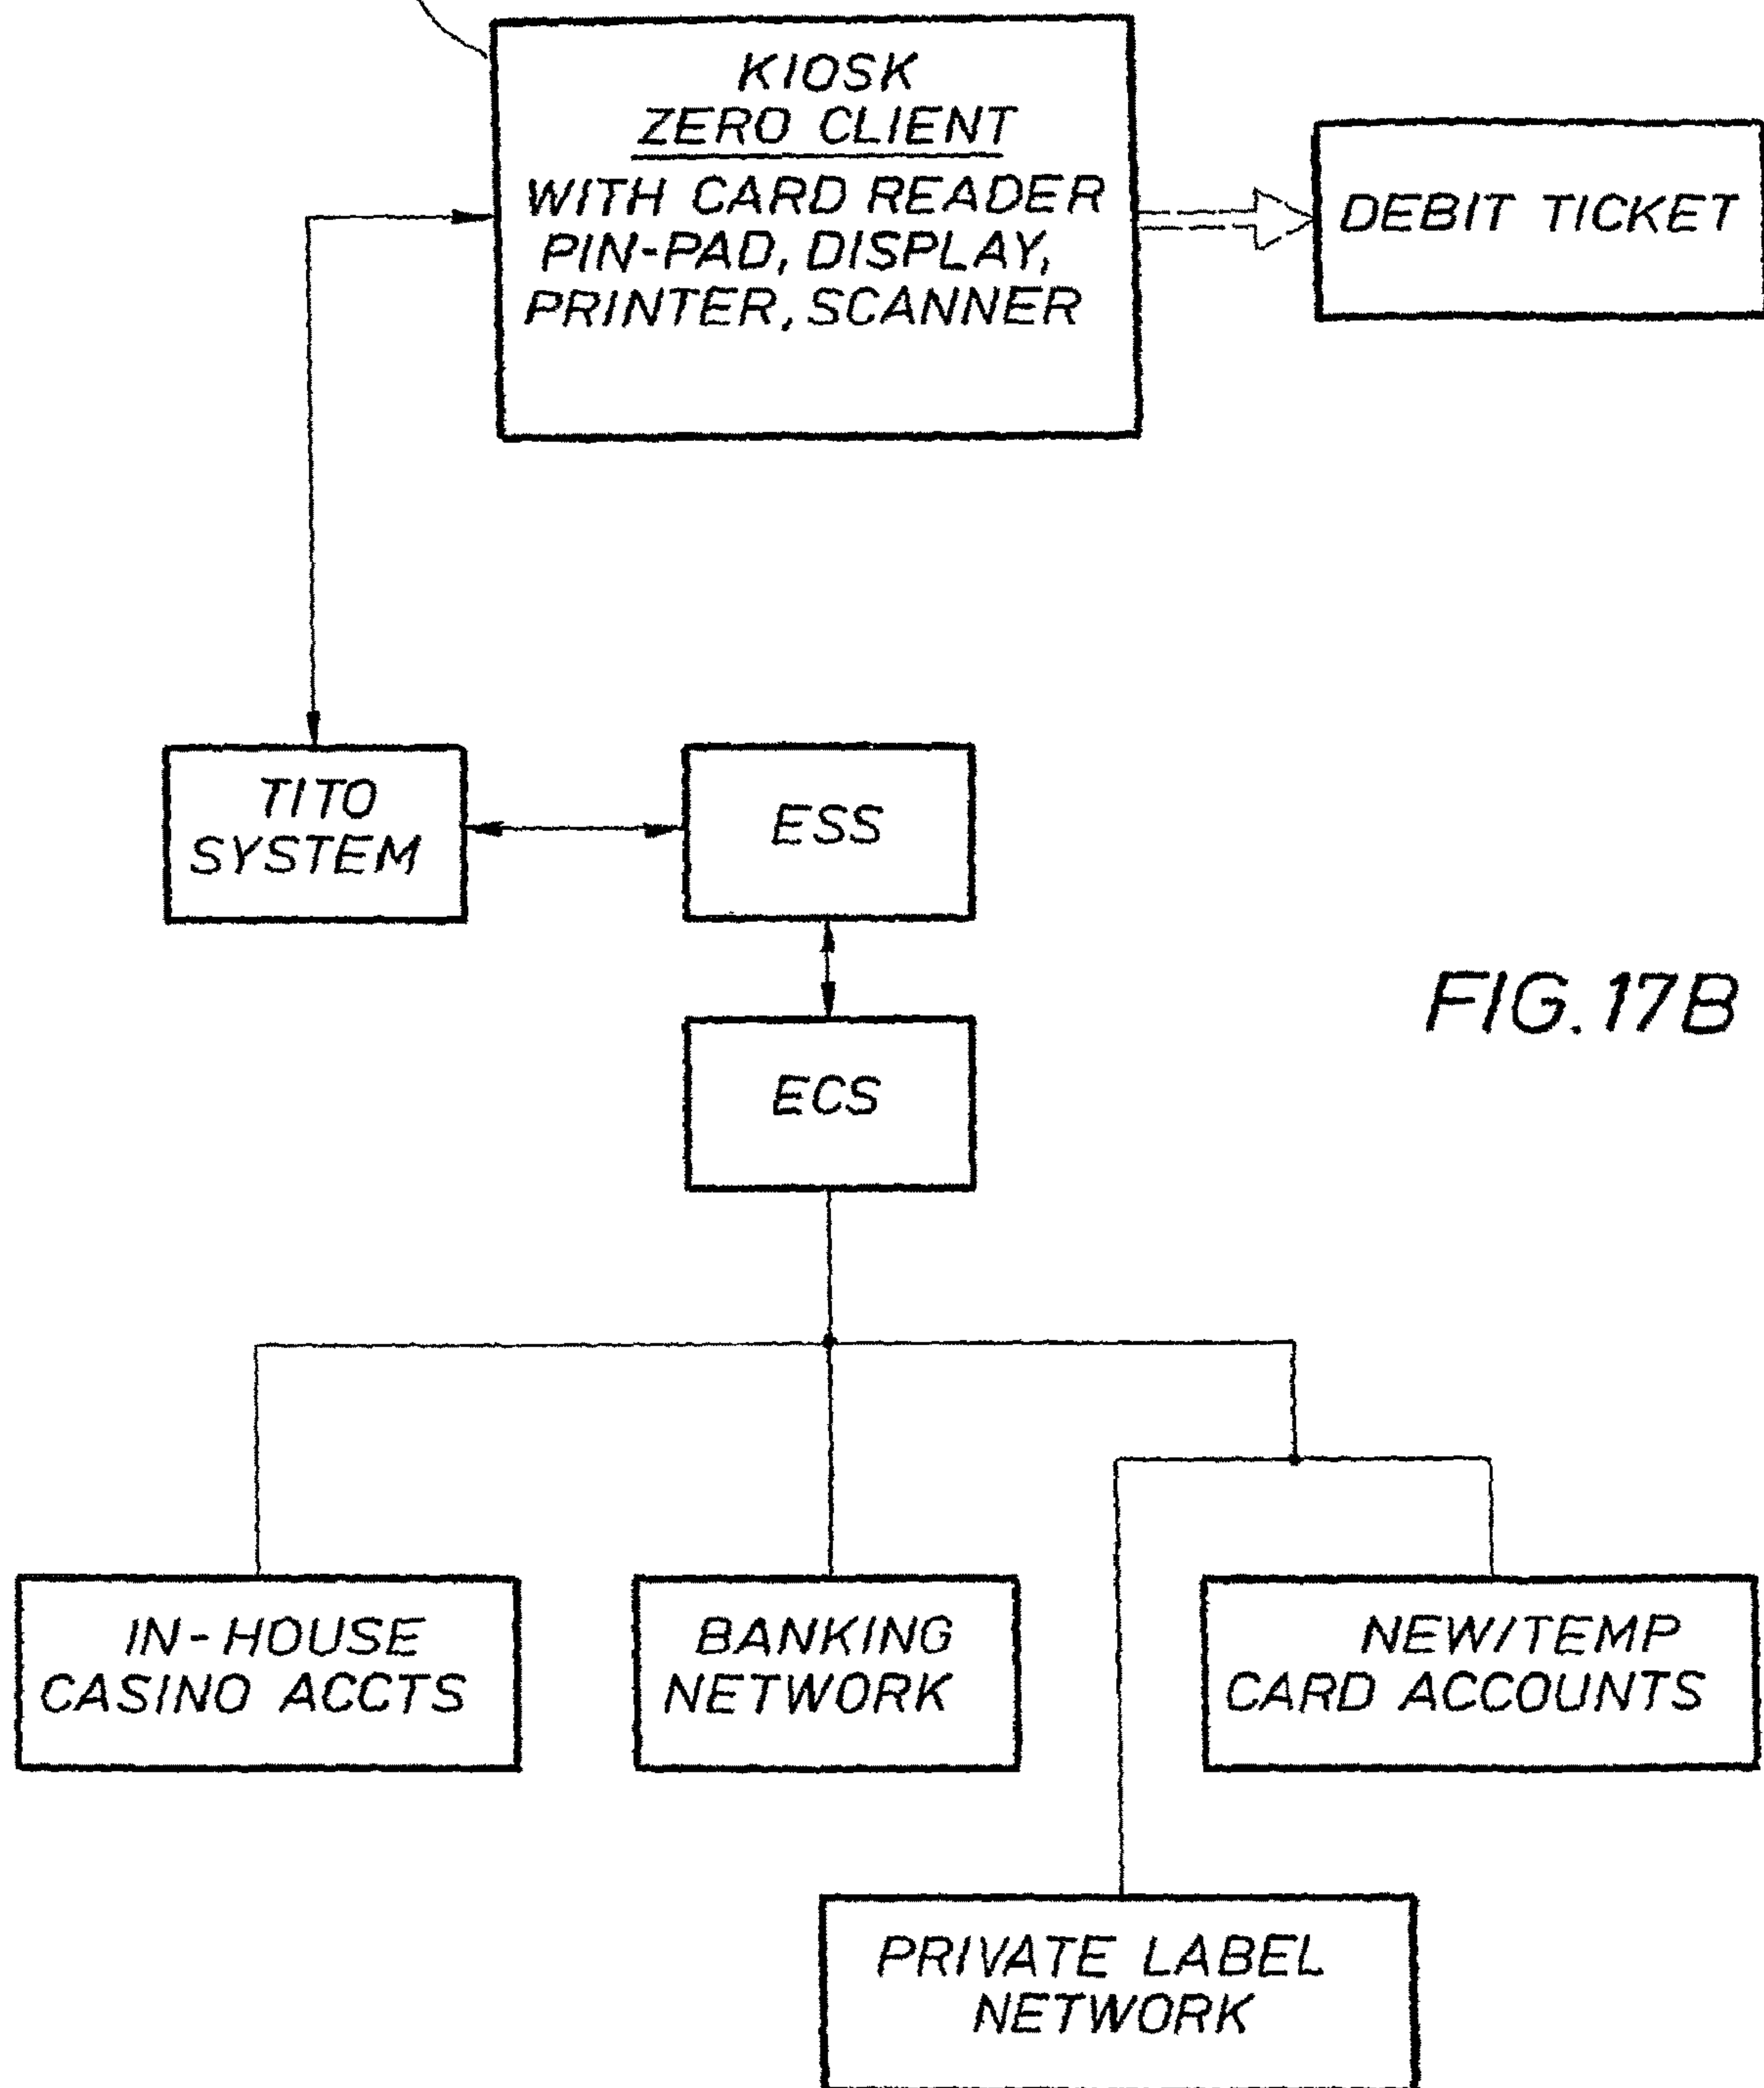 KIOSK
ZERO CLIENT
WITH CARD READER
PIN-PAD, DISPLAY,
PRINTER, SCANNER
DEBIT TICKET
TITO
SYSTEM
ESS
ECS
FIG. 17B
IN-HOUSE
CASINO ACCTS
BANKING
NETWORK
NEW/TEMP
CARD ACCOUNTS
PRIVATE LABEL
NETWORK